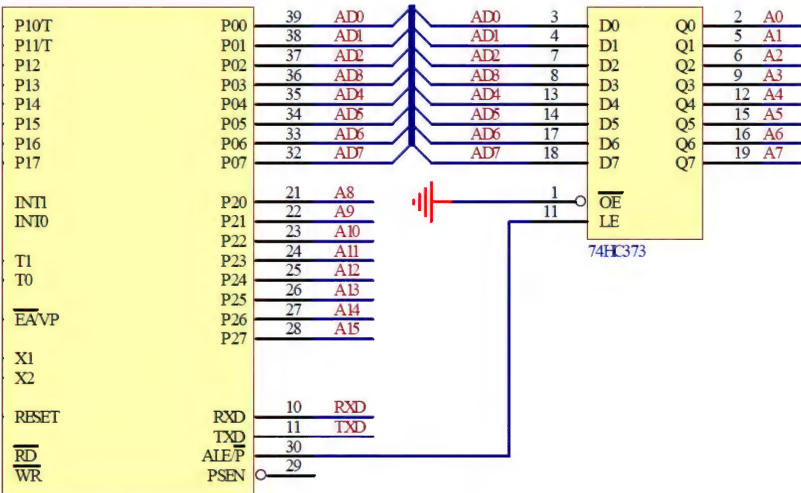 P10/T P00 39 AD0 AD0 3 D0 Q0 2 A0
P11/T P01 38 AD1 AD1 4 D1 Q1 5 A1
P12 P02 37 AD2 AD2 7 D2 Q2 6 A2
P13 P03 36 AD3 AD3 8 D3 Q3 9 A3
P14 P04 35 AD4 AD4 13 D4 Q4 12 A4
P15 P05 34 AD5 AD5 14 D5 Q5 15 A5
P16 P06 33 AD6 AD6 17 D6 Q6 16 A6
P17 P07 32 AD7 AD7 18 D7 Q7 19 A7
INT1 P20 21 A8 1 OE
INT0 P21 22 A9 11 LE
P22 23 A10
T1 P23 24 A11 74HC373
T0 P24 25 A12
P25 26 A13
EA/VP P26 27 A14
P27 28 A15
X1
X2
RESET RXD 10 RXD
TXD 11 TXD
RD ALE/P 30
WR PSEN 29